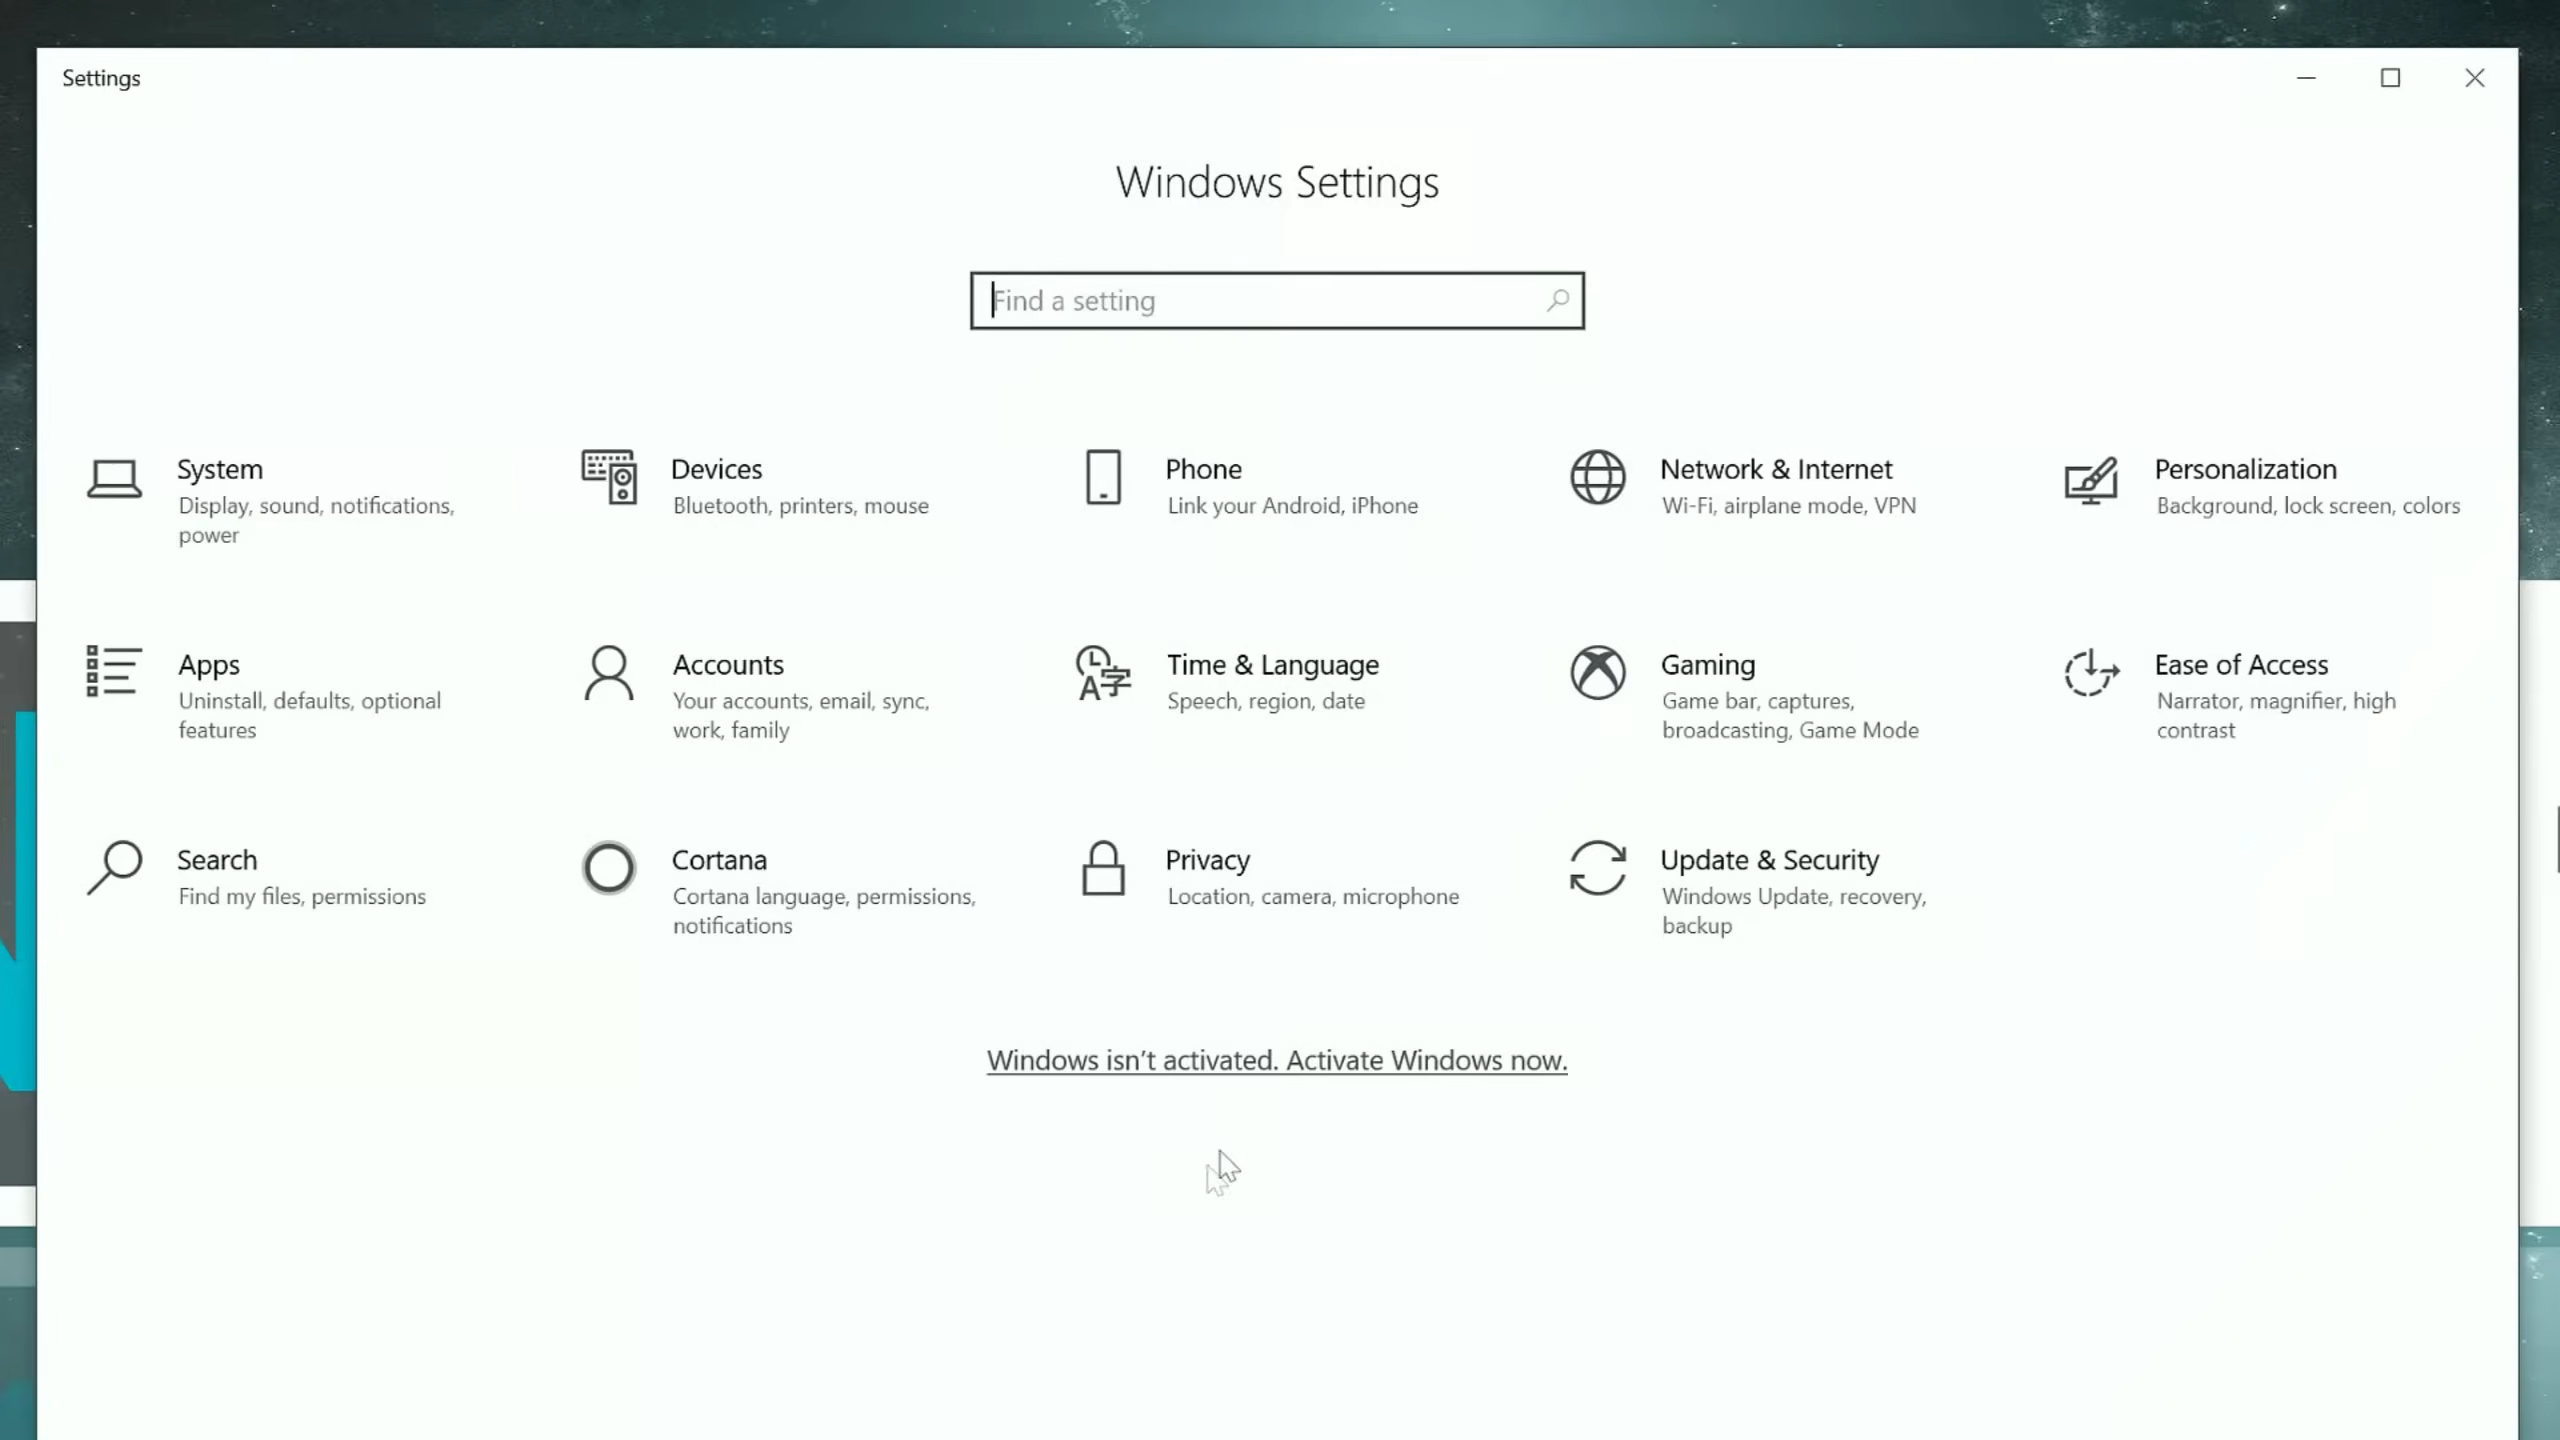 Settings
Windows Settings
Find a setting
System
Display, sound, notifications,
power
Devices
Bluetooth, printers, mouse
Phone
Link your Android, iPhone
Network & Internet
Wi-Fi, airplane mode, VPN
Personalization
Background, lock screen, colors
Apps
Uninstall, defaults, optional
features
Accounts
Your accounts, email, sync,
work, family
Time & Language
Speech, region, date
Gaming
Game bar, captures,
broadcasting, Game Mode
Ease of Access
Narrator, magnifier, high
contrast
Search
Find my files, permissions
Cortana
Cortana language, permissions,
notifications
Privacy
Location, camera, microphone
Update & Security
Windows Update, recovery,
backup
Windows isn't activated. Activate Windows now.